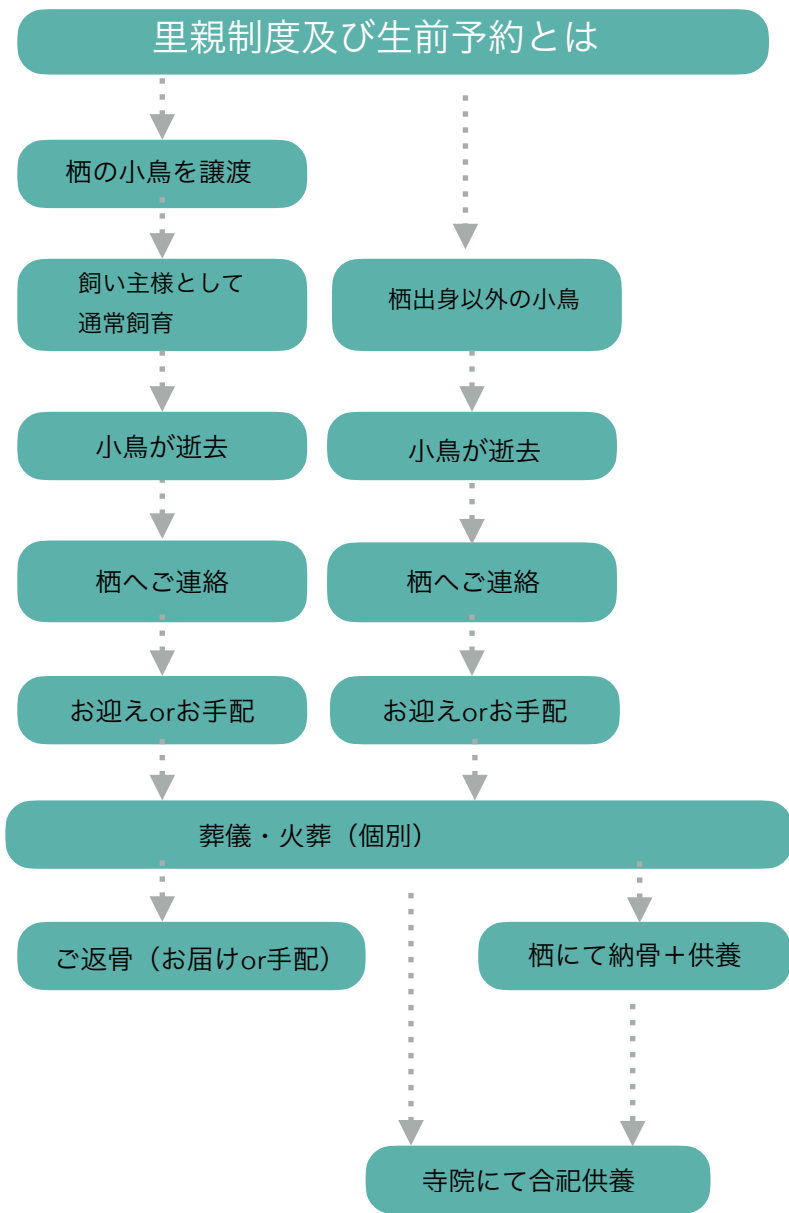 里親制度及び生前予約とは
栖の小鳥を譲渡
飼い主様として
通常飼育
栖出身以外の小鳥
小鳥が逝去
小鳥が逝去
栖へご連絡
栖へご連絡
お迎えorお手配
お迎えorお手配
葬儀・火葬（個別）
ご返骨（お届けor手配）
栖にて納骨＋供養
寺院にて合祀供養